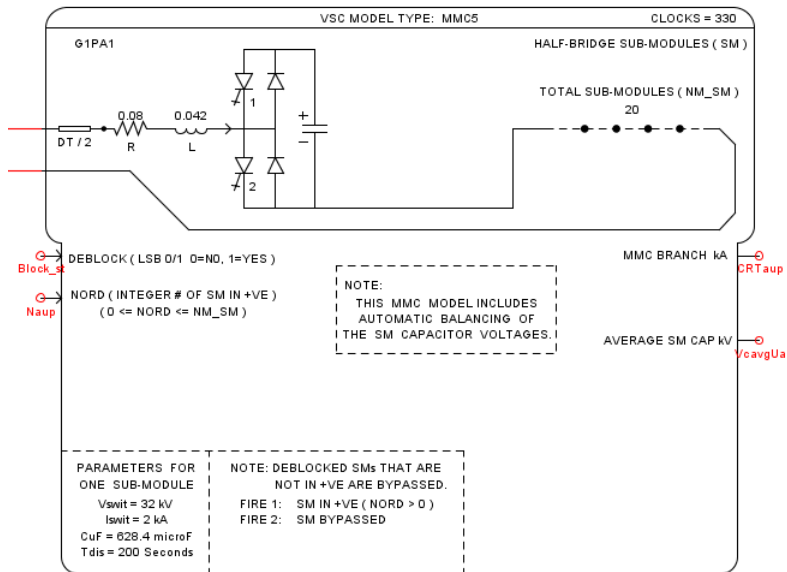 VSC MODEL TYPE: MMC5
CLOCKS = 330
G1PA1
HALF-BRIDGE SUB-MODULES ( SM )
TOTAL SUB-MODULES ( NM_SM )
20
0.08
0.042
1
DT / 2
R
L
2
+
−
DEBLOCK ( LSB 0/1 0=NO, 1=YES )
Block_st
NORD ( INTEGER # OF SM IN +VE )
Naup
( 0 <= NORD <= NM_SM )
NOTE:
THIS MMC MODEL INCLUDES
AUTOMATIC BALANCING OF
THE SM CAPACITOR VOLTAGES.
MMC BRANCH kA
CRTaup
AVERAGE SM CAP kV
VcavgUa
PARAMETERS FOR
ONE SUB-MODULE
Vswit = 32 kV
Iswit = 2 kA
CuF = 628.4 microF
Tdis = 200 Seconds
NOTE: DEBLOCKED SMs THAT ARE
NOT IN +VE ARE BYPASSED.
FIRE 1: SM IN +VE ( NORD > 0 )
FIRE 2: SM BYPASSED